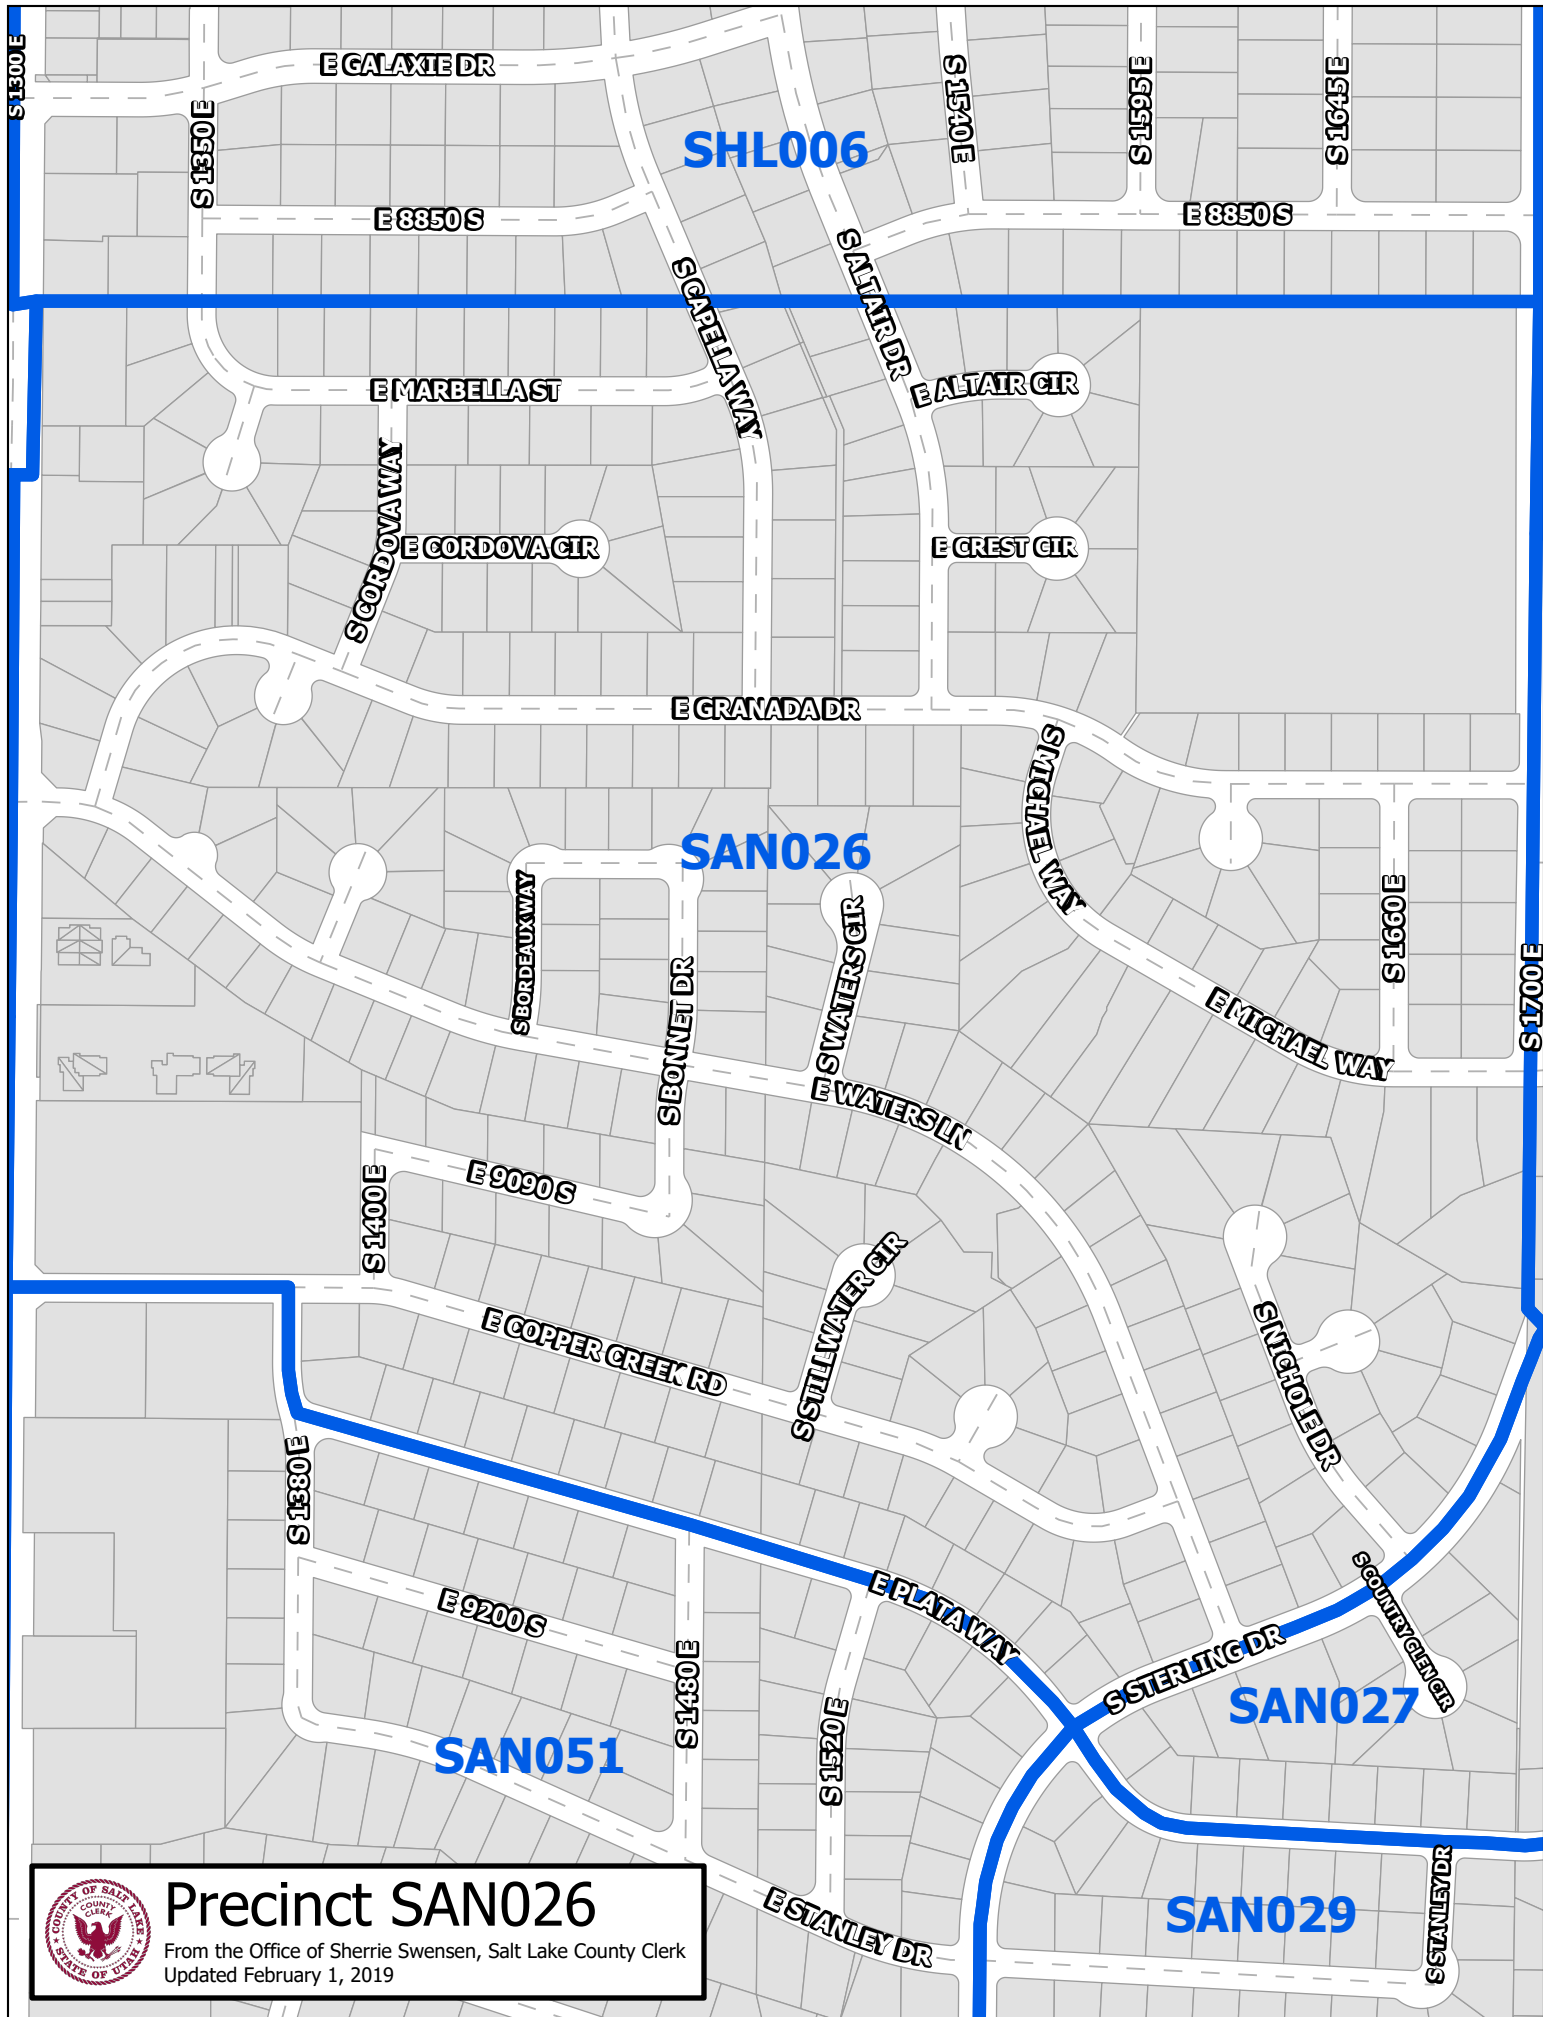 S 1300 E
E GALAXIE DR
S 1350 E
S 1540 E
S 1595 E
S 1645 E
SHL006
E 8850 S
E 8850 S
S CAPELLA WAY
S ALTAIR DR
E MARBELLA ST
E ALTAIR CIR
S CORDOVA WAY
E CORDOVA CIR
E CREST CIR
E GRANADA DR
S MICHAEL WAY
SAN026
S BORDEAUX WAY
S WATERS CIR
S 1660 E
S 1700 E
S BONNET DR
E MICHAEL WAY
E WATERS LN
E 9090 S
S 1400 E
S STILLWATER CIR
E COPPER CREEK RD
S NICHOLE DR
S 1380 E
S COUNTRY GLEN CIR
E PLATA WAY
E 9200 S
S 1480 E
S STERLING DR
SAN027
S 1520 E
SAN051
E STANLEY DR
SAN029
S STANLEY DR
COUNTY OF SALT LAKE
COUNTY
CLERK
STATE OF UTAH
Precinct SAN026
From the Office of Sherrie Swensen, Salt Lake County Clerk
Updated February 1, 2019